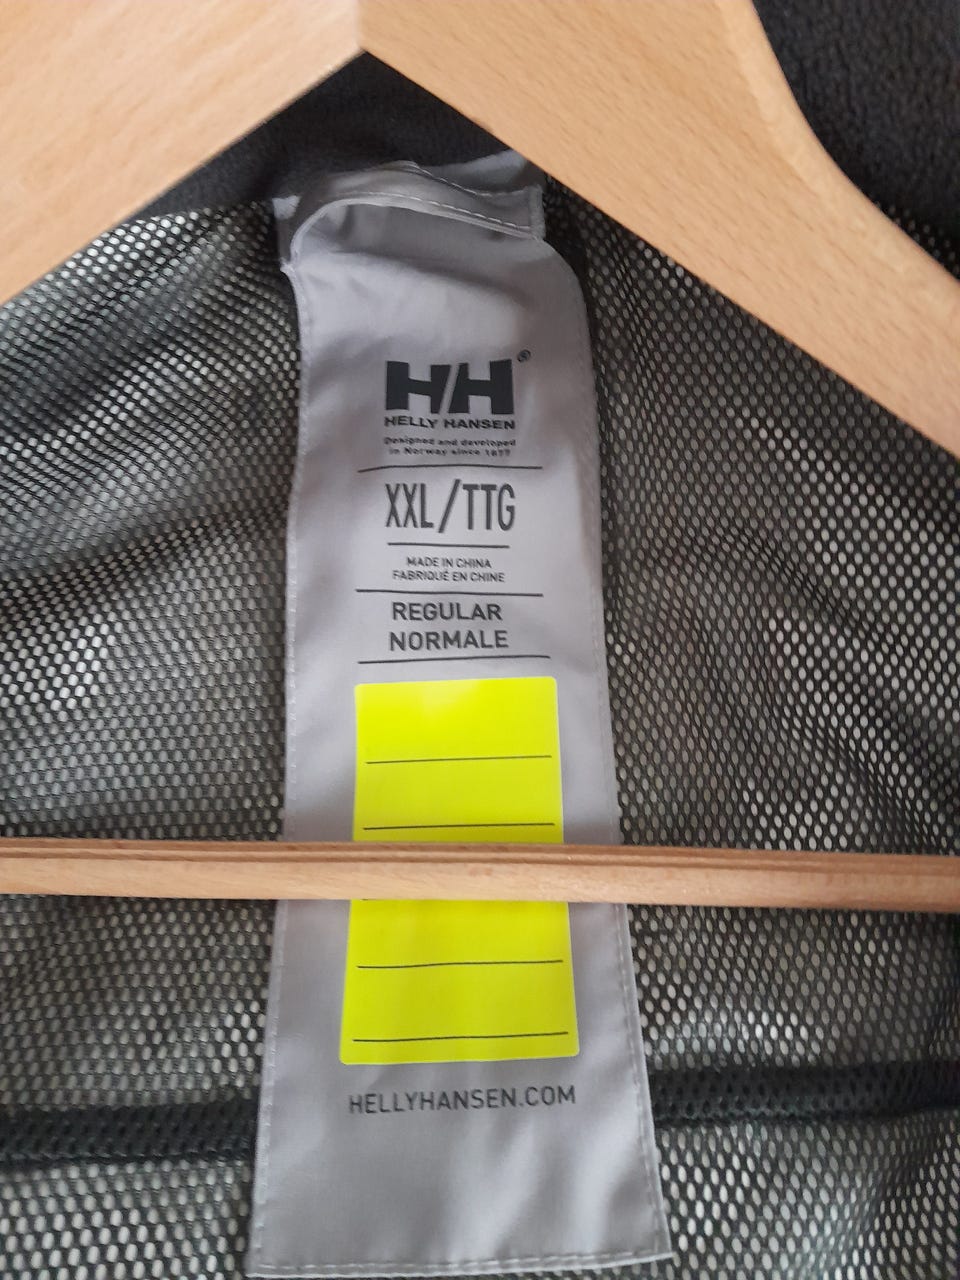 H/H®
HELLY HANSEN
Designed and developed
in Norway since 1877
XXL/TTG
MADE IN CHINA
FABRIQUÉ EN CHINE
REGULAR
NORMALE
HELLYHANSEN.COM